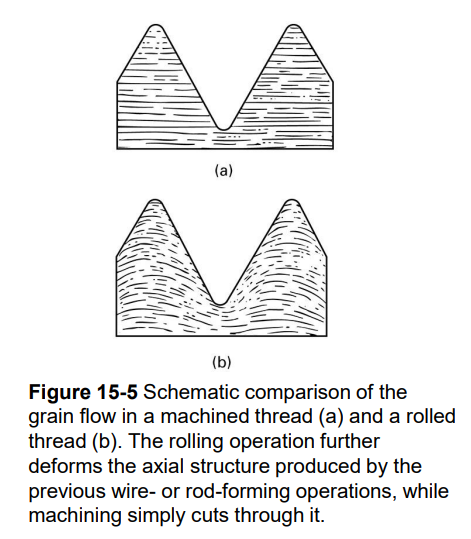 (a)
(b)
Figure 15-5 Schematic comparison of the
grain flow in a machined thread (a) and a rolled
thread (b). The rolling operation further
deforms the axial structure produced by the
previous wire- or rod-forming operations, while
machining simply cuts through it.